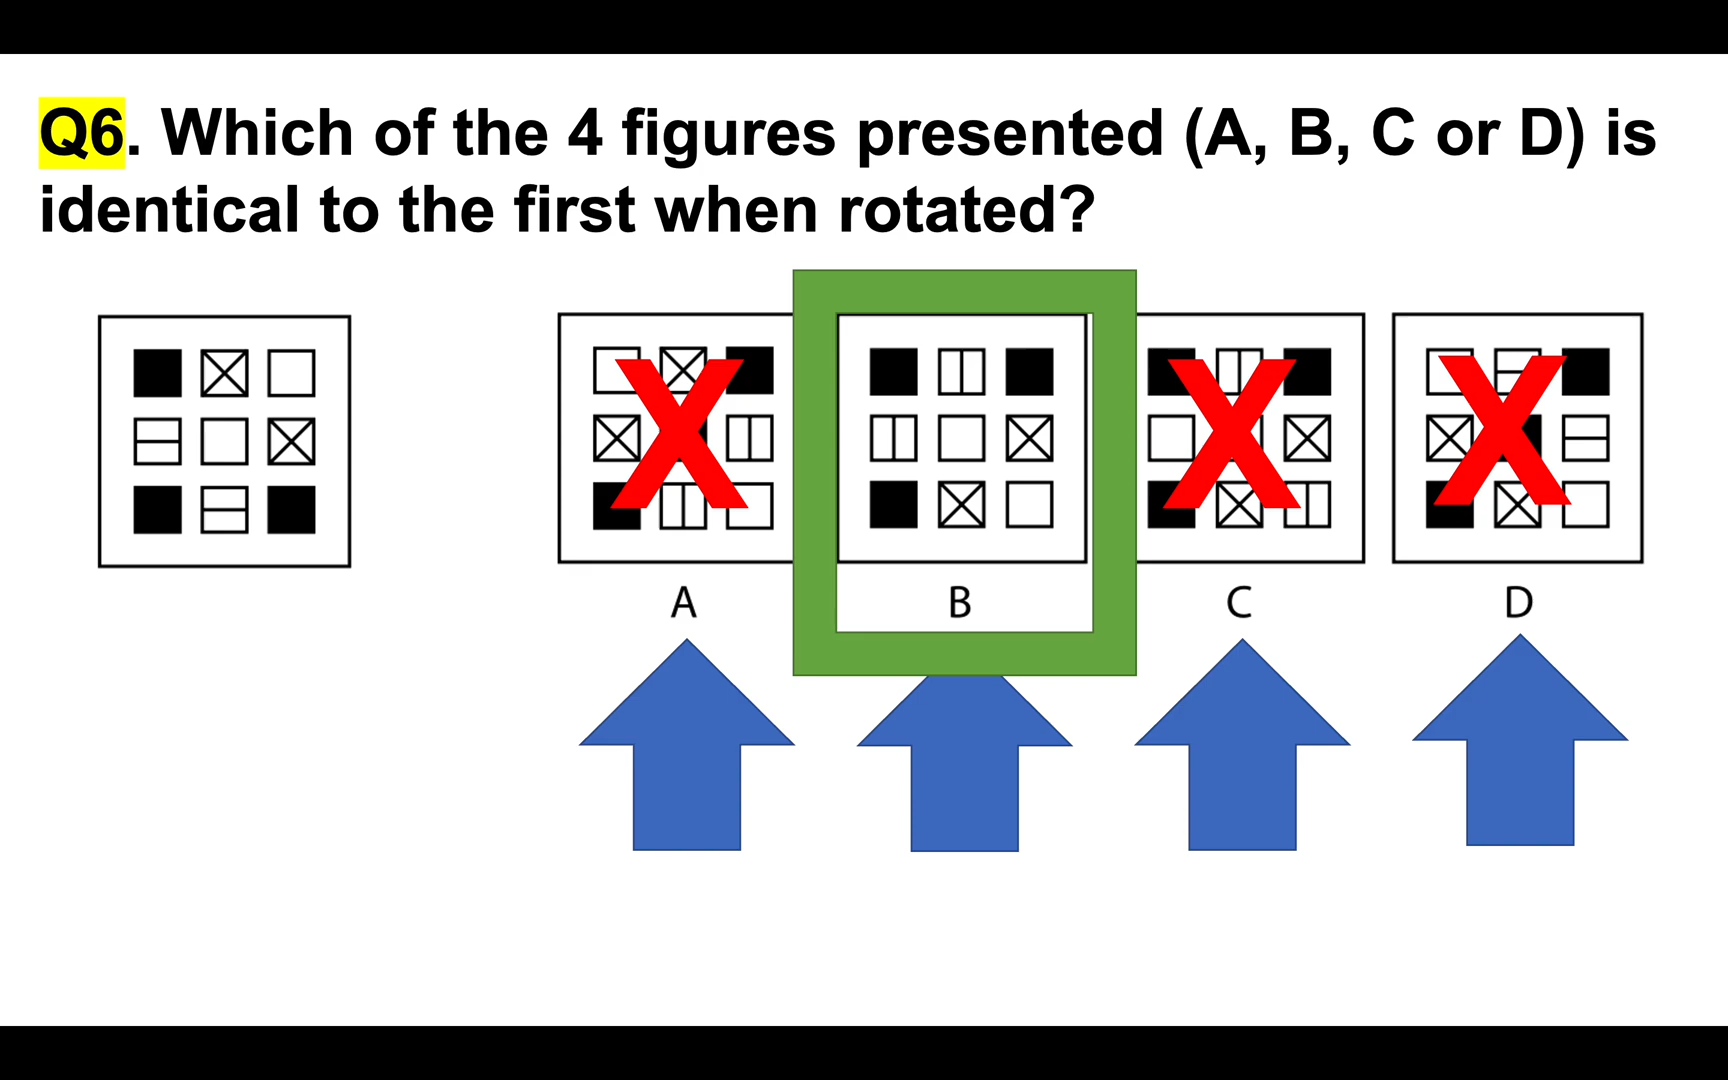 Q6. Which of the 4 figures presented (A, B, C or D) is
identical to the first when rotated?
A
B
C
D